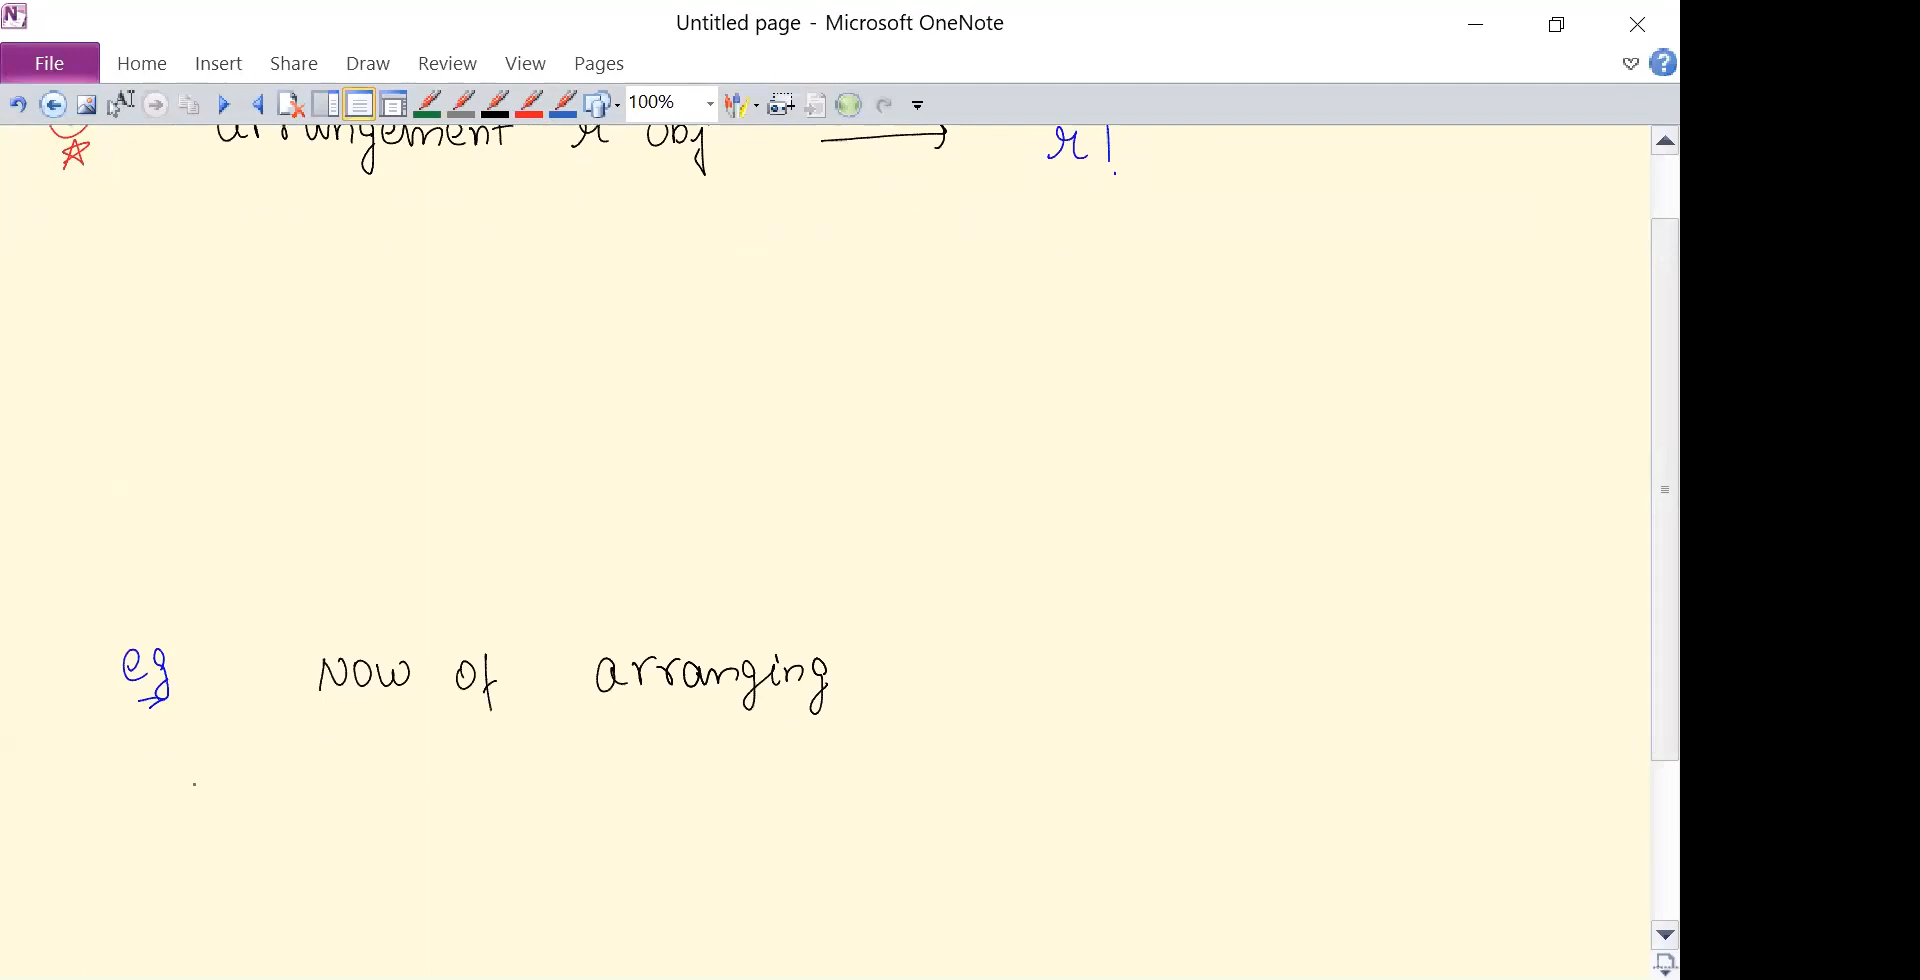 Untitled page - Microsoft OneNote
File Home Insert Share Draw Review View Pages
100%
arrangement r obj → r!
eg NOW of arranging